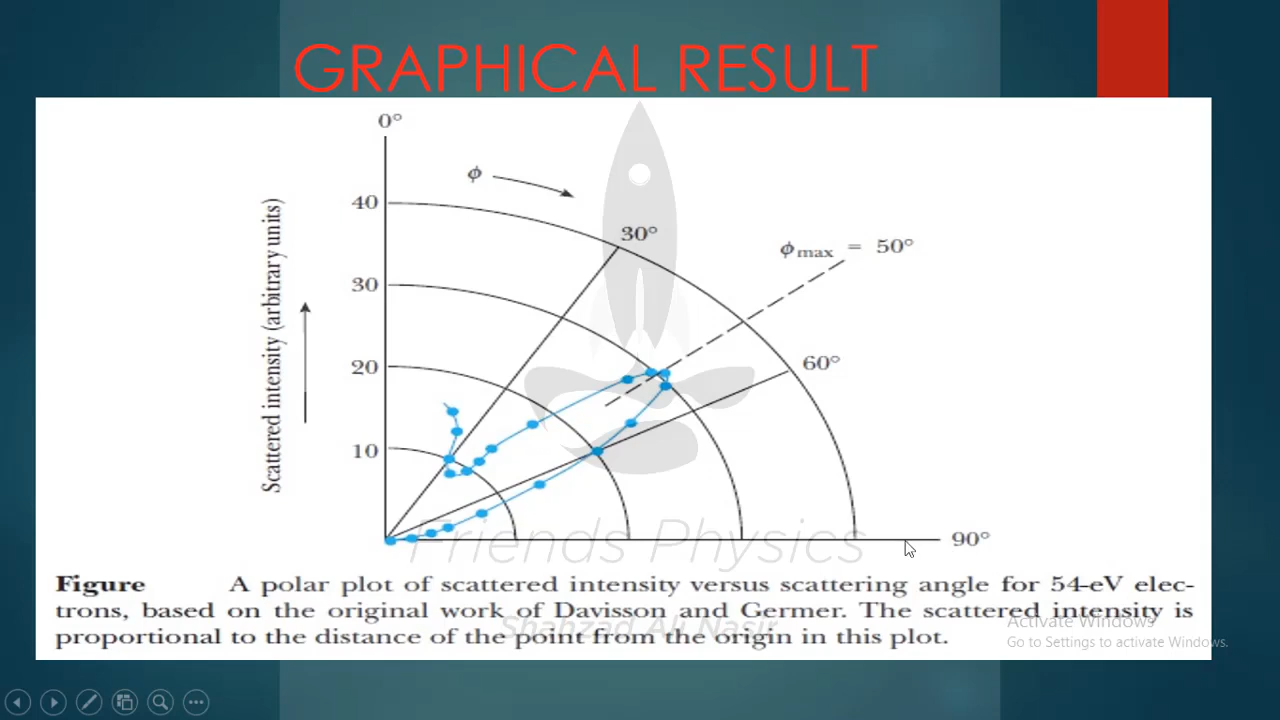 GRAPHICAL RESULT
0°
ϕ
40
30°
ϕmax = 50°
30
60°
20
10
Scattered intensity (arbitrary units)
90°
Friends Physics
Figure A polar plot of scattered intensity versus scattering angle for 54-eV elec-
trons, based on the original work of Davisson and Germer. The scattered intensity is
proportional to the distance of the point from the origin in this plot.
Shahzad Ali Nasir
Activate Windows
Go to Settings to activate Windows.